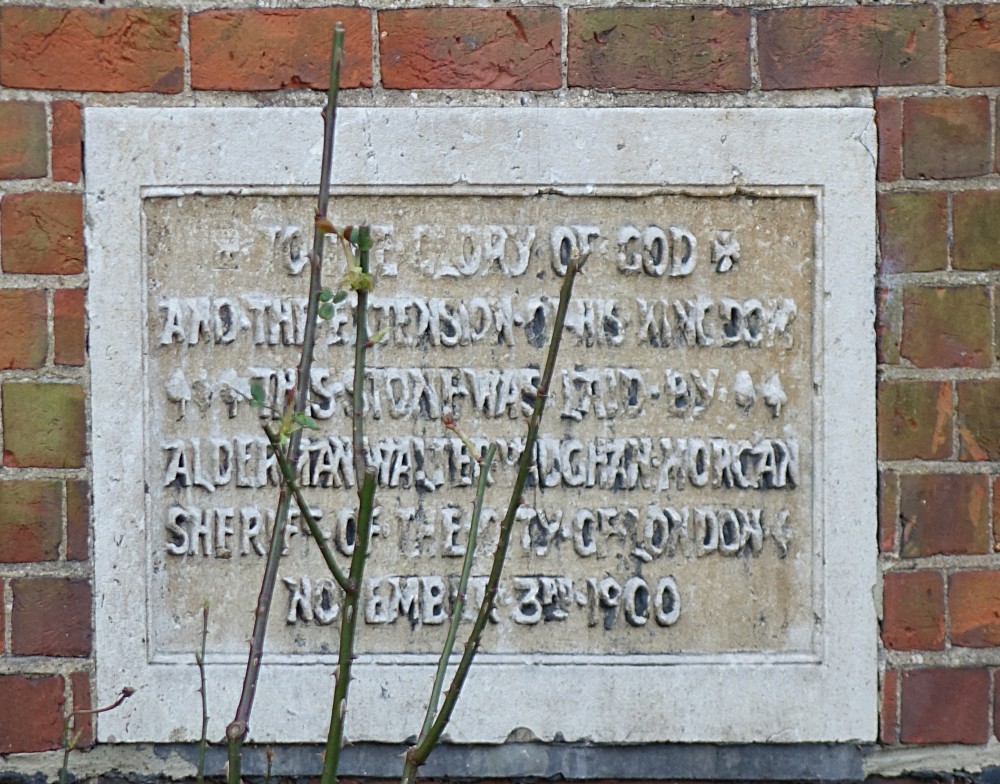 TO THE GLORY OF GOD
AND·THE·EXTENSION·OF·HIS KINGDOM
THIS·STONE·WAS LAID·BY·
ALDERMAN·WALTER VAUGHAN·MORGAN
SHERIFF·OF·THE·CITY·OF·LONDON
NOVEMBER·3RD·1900